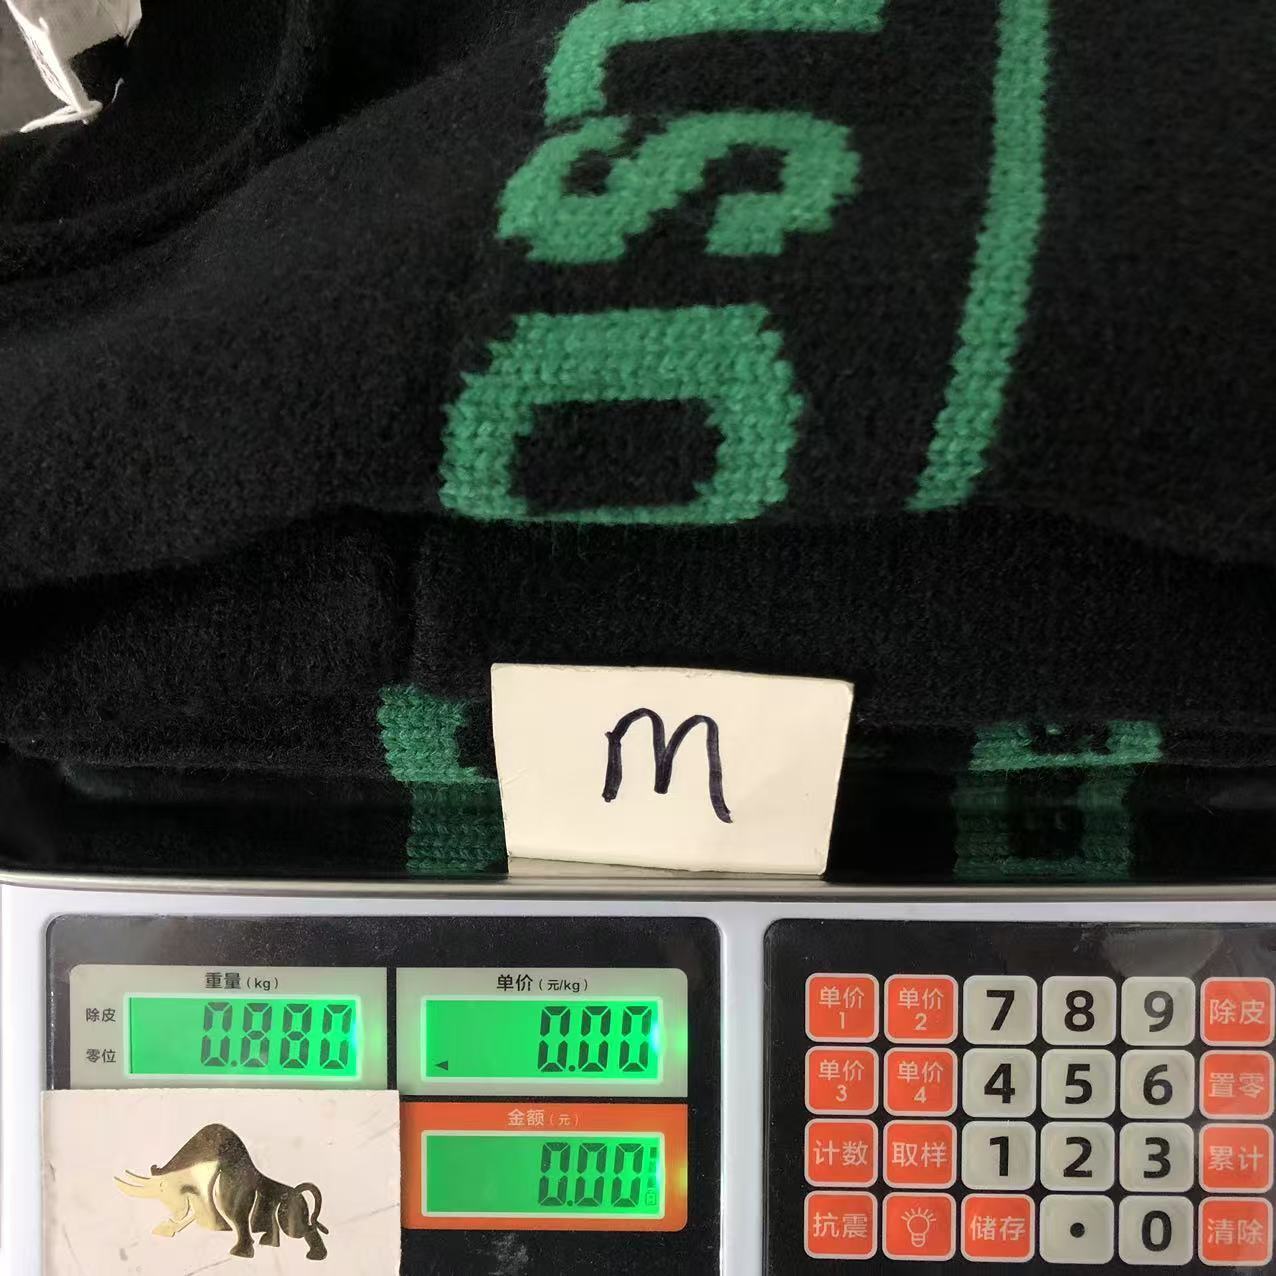 SI
O
m
重量(kg)
除皮
零位
0.880
单价(元/kg)
0.00
金额(元)
0.00
单价1 单价2 7 8 9 除皮
单价3 单价4 4 5 6 置零
计数 取样 1 2 3 累计
抗震 储存 • 0 清除